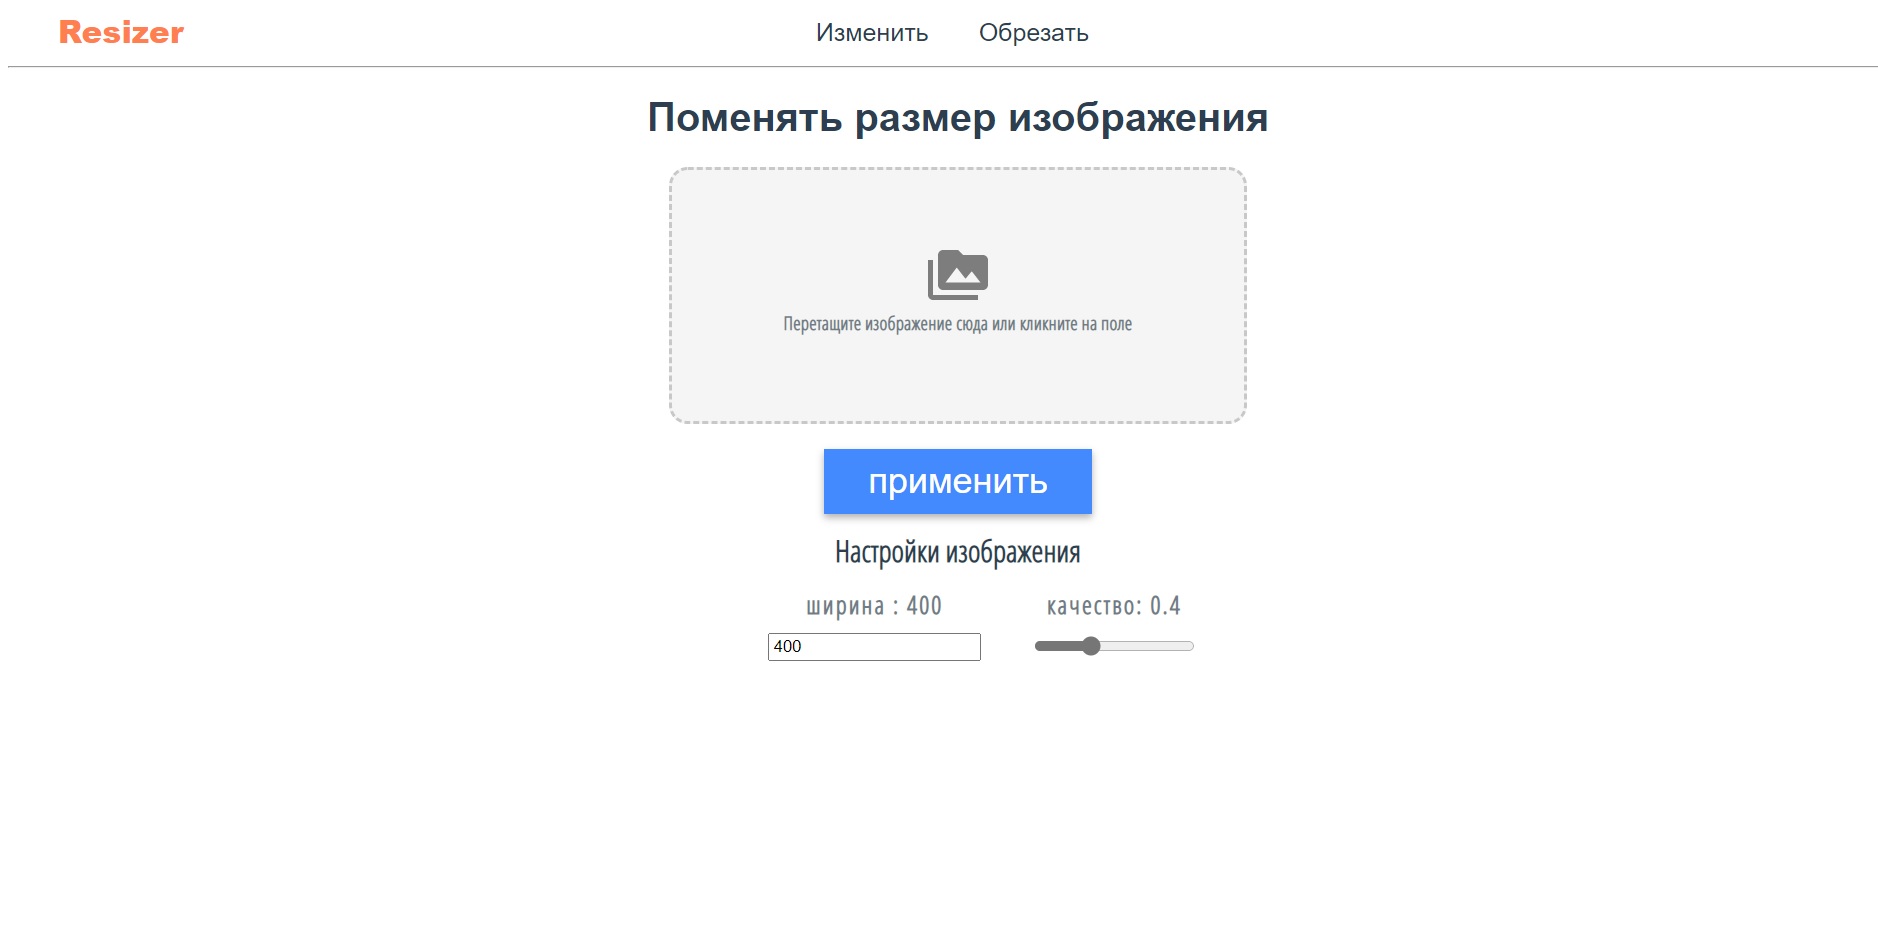 Resizer
Изменить
Обрезать
Поменять размер изображения
Перетащите изображение сюда или кликните на поле
применить
Настройки изображения
ширина : 400
качество: 0.4
400